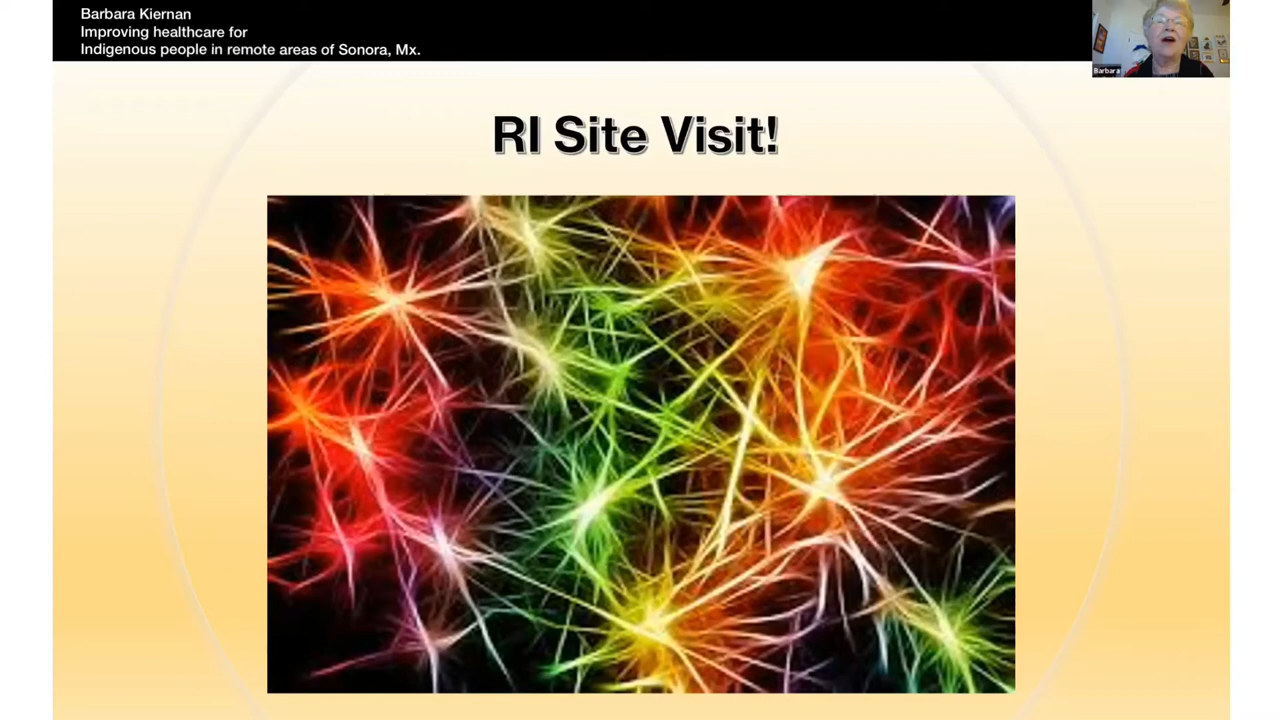 Barbara Kiernan
Improving healthcare for
Indigenous people in remote areas of Sonora, Mx.
Barbara
RI Site Visit!